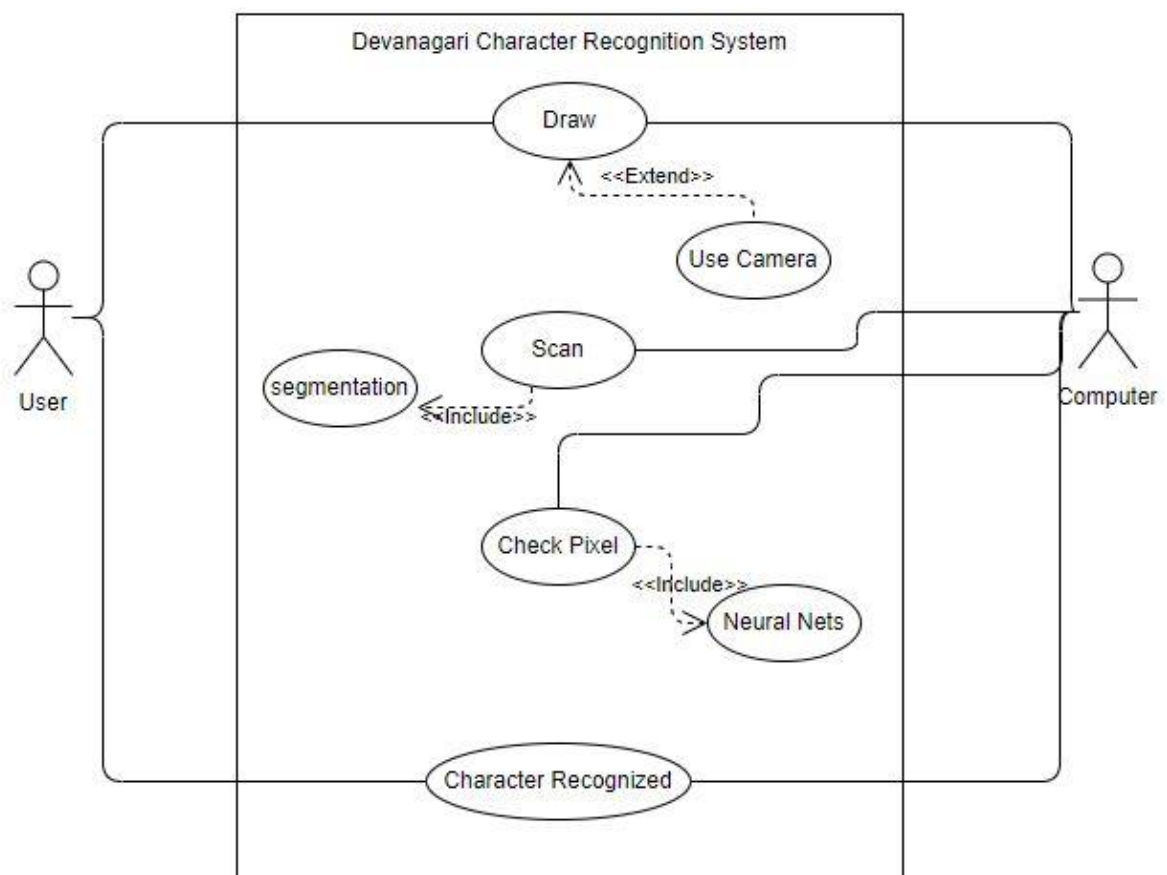 Devanagari Character Recognition System
Draw
<<Extend>>
Use Camera
Scan
segmentation
<<Include>>
User
Computer
Check Pixel
<<Include>>
Neural Nets
Character Recognized